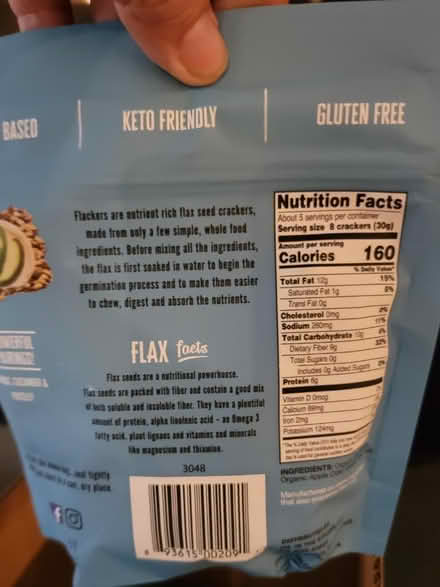 BASED
KETO FRIENDLY
GLUTEN FREE
Flackers are nutrient rich flax seed crackers,
made from only a few simple, whole food
ingredients. Before mixing all the ingredients,
the flax is first soaked in water to begin the
germination process and to make them easier
to chew, digest and absorb the nutrients.
FLAX facts
Flax seeds are a nutritional powerhouse.
Flax seeds are packed with fiber and contain a good mix
of both soluble and insoluble fiber. They have a plentiful
amount of protein, alpha linolenic acid - an Omega 3
fatty acid, plant lignans and vitamins and minerals
like magnesium and thiamine.
3048
93615 00209
Nutrition Facts
About 5 servings per container
Serving size 8 crackers (30g)
Amount per serving
Calories 160
% Daily Value*
Total Fat 12g 15%
Saturated Fat 1g 5%
Trans Fat 0g
Cholesterol 0mg 0%
Sodium 260mg 11%
Total Carbohydrate 10g
Dietary Fiber 9g 32%
Total Sugars 0g
Includes 0g Added Sugars 0%
Protein 6g
Vitamin D 0mcg
Calcium 69mg
Iron 2mg
Potassium 124mg
INGREDIENTS:
Organic Apple
Manufactured